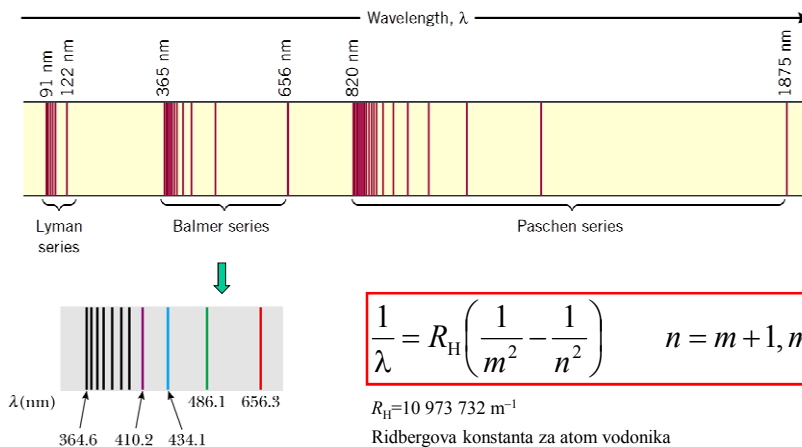 Wavelength, λ
91 nm
122 nm
365 nm
656 nm
820 nm
1875 nm
Lyman
series
Balmer series
Paschen series
λ(nm)
364.6
410.2
434.1
486.1
656.3
1/λ = R_H (1/m² − 1/n²)   n = m + 1, m
R_H=10 973 732 m⁻¹
Ridbergova konstanta za atom vodonika